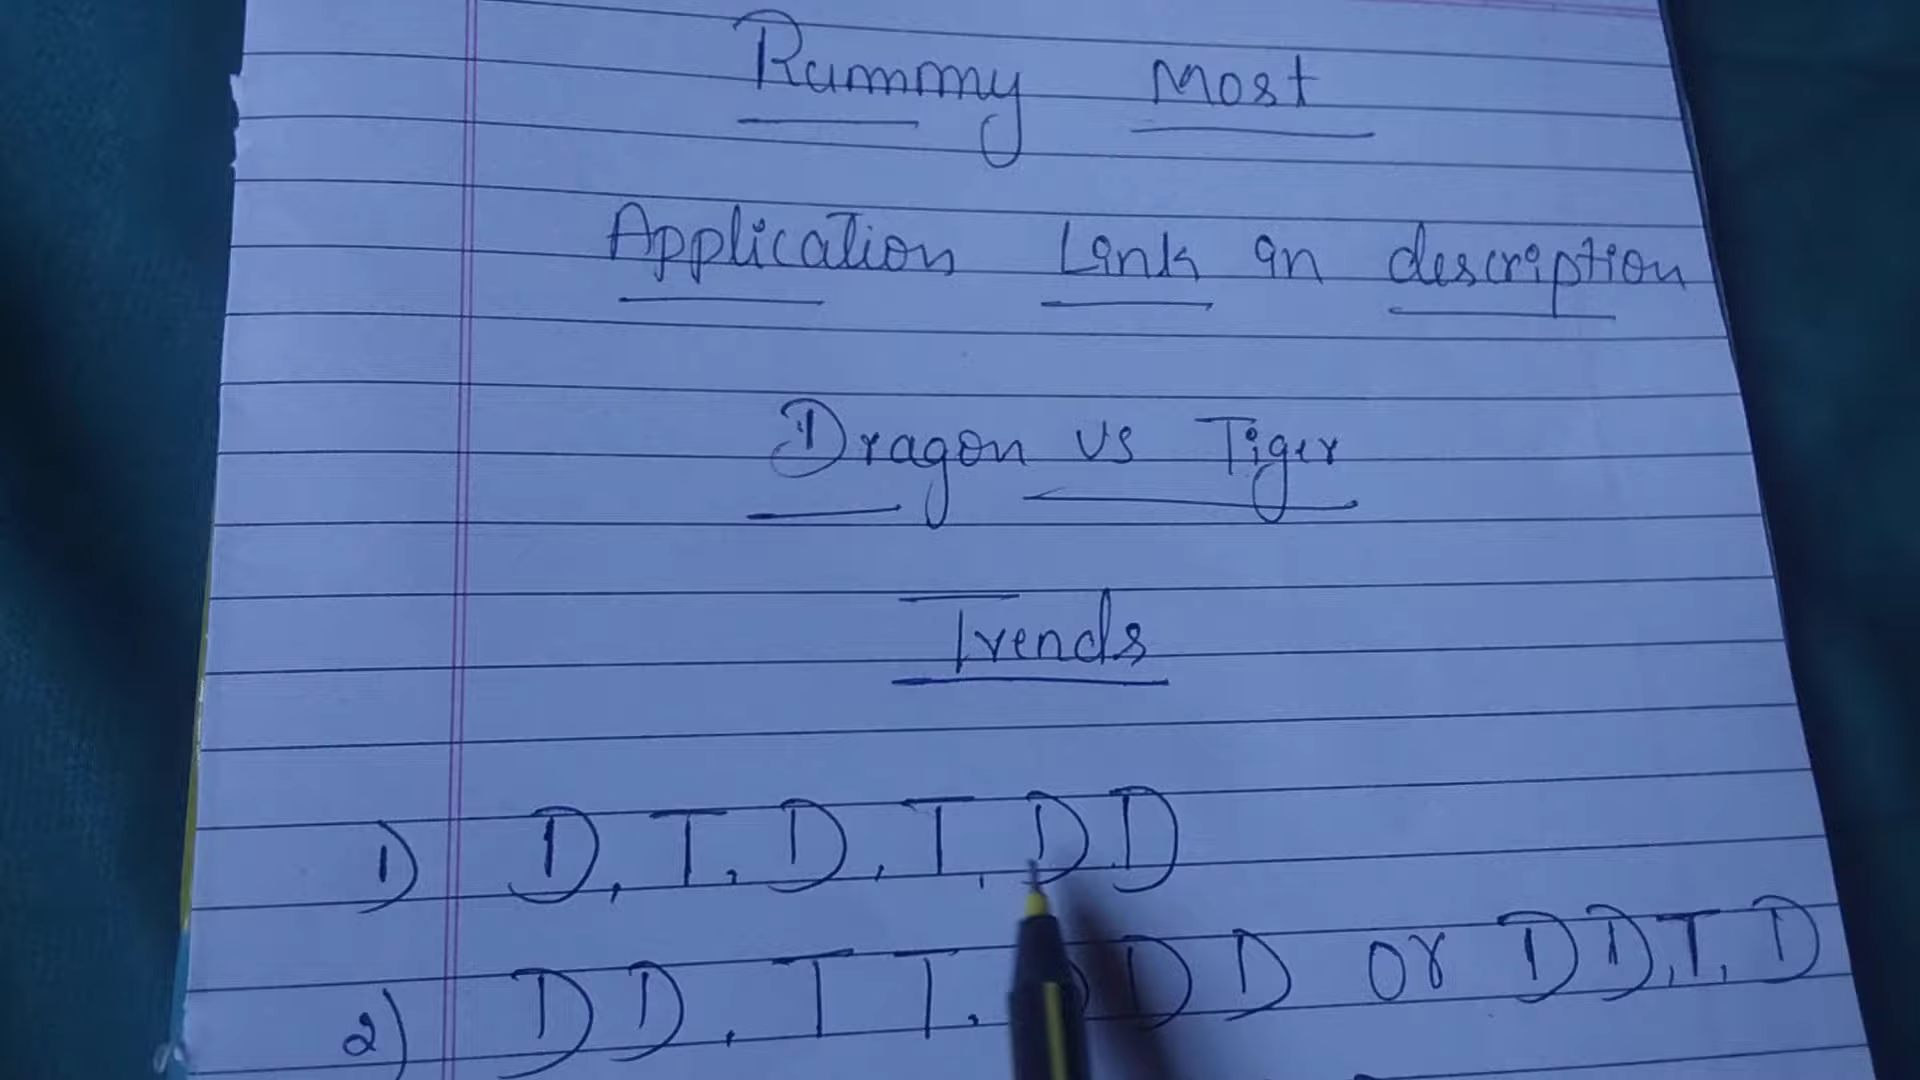 Rummy Most
Application Link in description
Dragon vs Tiger
Trends
1) D, T, D, T, D D
2) D D, T T, D D D or D D, T, D